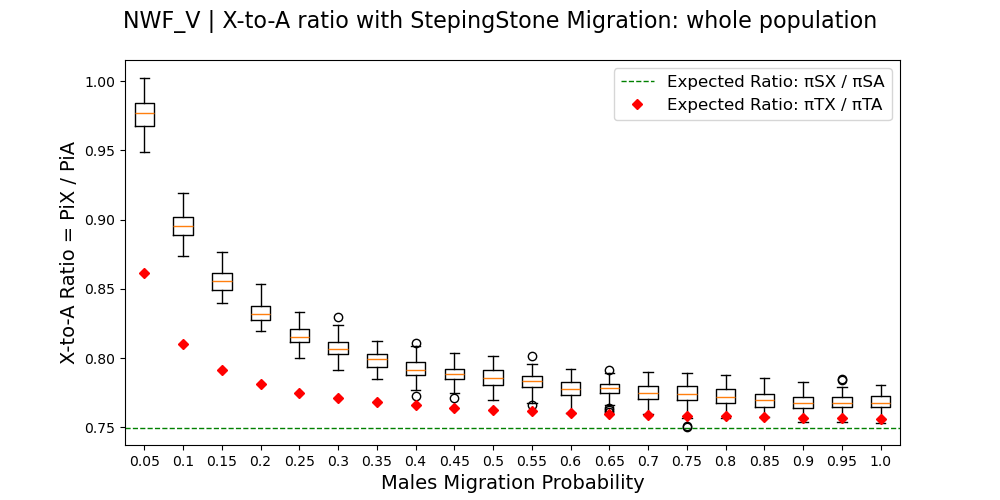 NWF_V | X-to-A ratio with StepingStone Migration: whole population
Expected Ratio: πSX / πSA
Expected Ratio: πTX / πTA
X-to-A Ratio = PiX / PiA
1.00
0.95
0.90
0.85
0.80
0.75
0.05 0.1 0.15 0.2 0.25 0.3 0.35 0.4 0.45 0.5 0.55 0.6 0.65 0.7 0.75 0.8 0.85 0.9 0.95 1.0
Males Migration Probability